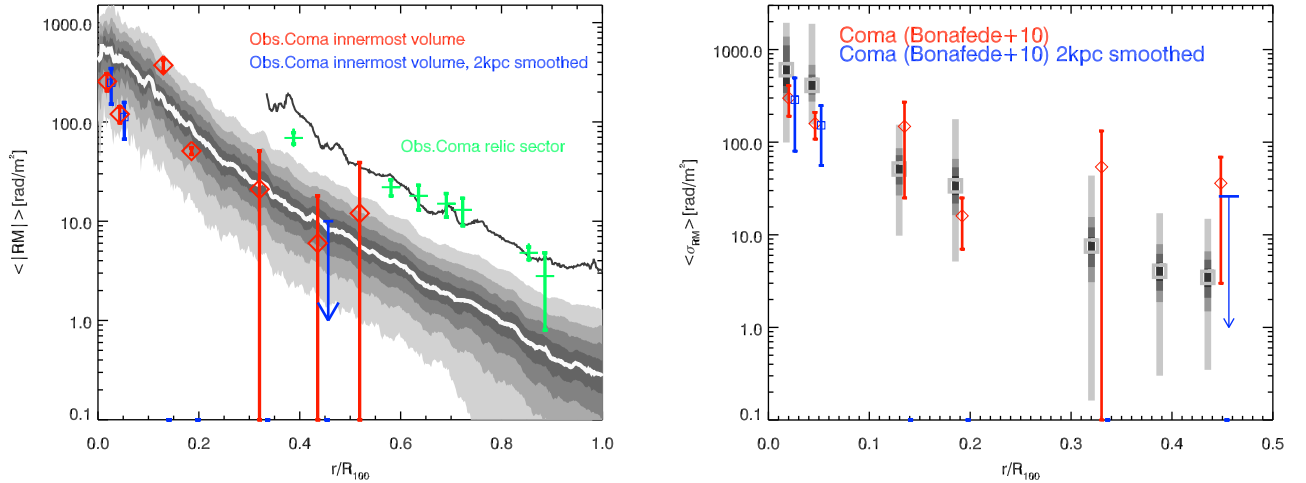 1000.0
100.0
10.0
1.0
0.1
< |RM| > [rad/m²]
Obs.Coma innermost volume
Obs.Coma innermost volume, 2kpc smoothed
Obs.Coma relic sector
0.0 0.2 0.4 0.6 0.8 1.0
r/R₁₀₀
1000.0
100.0
10.0
1.0
0.1
<σRM> [rad/m²]
Coma (Bonafede+10)
Coma (Bonafede+10) 2kpc smoothed
0.0 0.1 0.2 0.3 0.4 0.5
r/R₁₀₀